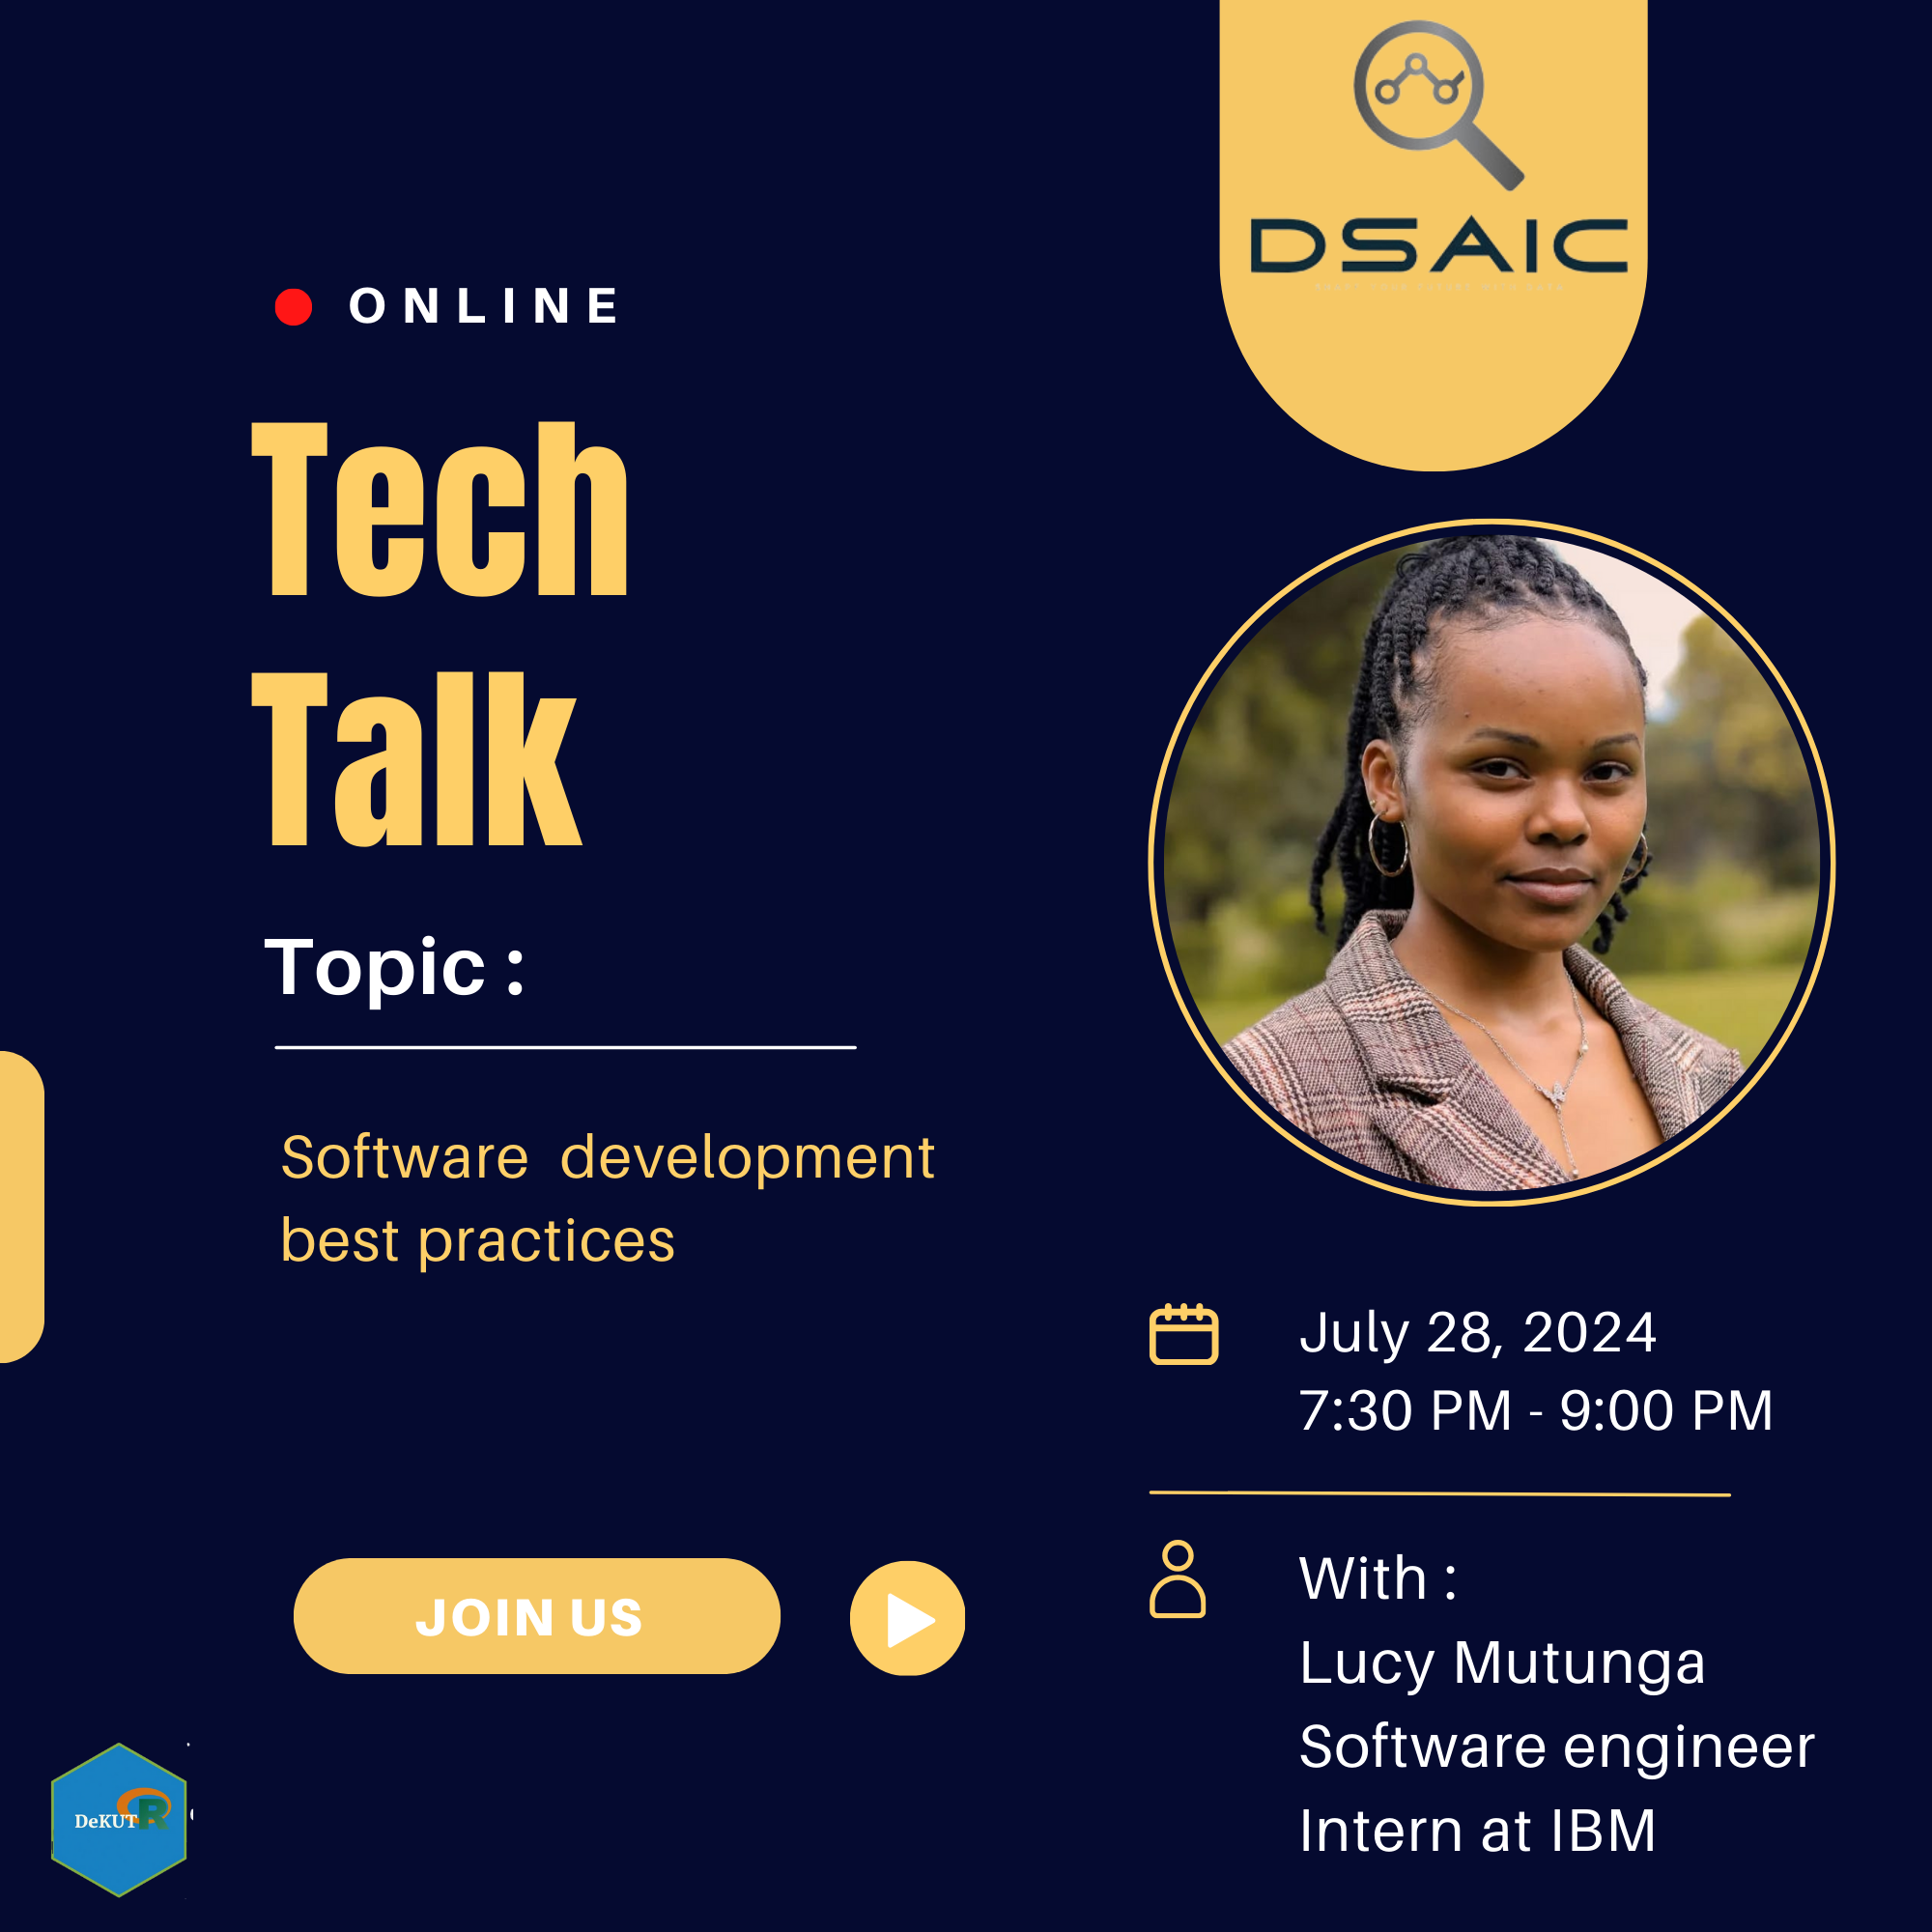 DSAIC
ONLINE
Tech
Talk
Topic :
Software development
best practices
JOIN US
July 28, 2024
7:30 PM - 9:00 PM
With :
Lucy Mutunga
Software engineer
Intern at IBM
DeKUT R